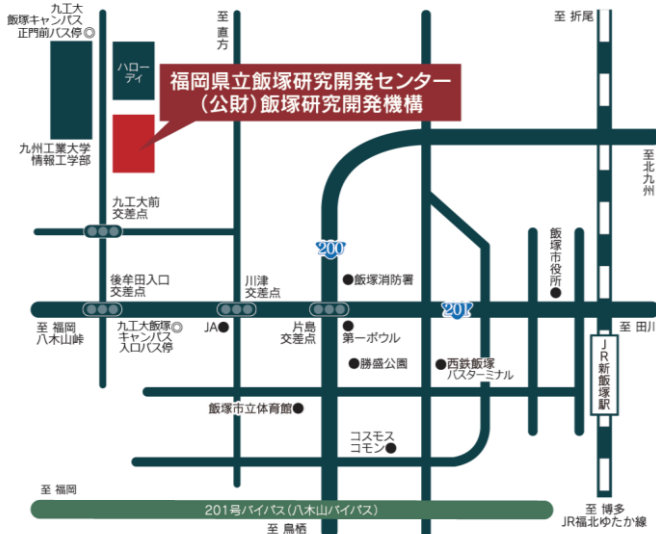 九工大
飯塚キャンパス
正門前バス停◎
至 直方
至 折尾
ハロー
デイ
福岡県立飯塚研究開発センター
（公財）飯塚研究開発機構
九州工業大学
情報工学部
至 北九州
九工大前
交差点
200
飯塚市役所●
後牟田入口
交差点
川津
交差点
●飯塚消防署
201
至 福岡
八木山峠
九工大飯塚◎
キャンパス
入口バス停
JA●
片島
交差点
●
第一ボウル
至 田川
●勝盛公園
●西鉄飯塚
バスターミナル
JR新飯塚駅
飯塚市立体育館●
コスモス
コモン●
至 福岡
201号バイパス（八木山バイパス）
至 鳥栖
至 博多
JR福北ゆたか線